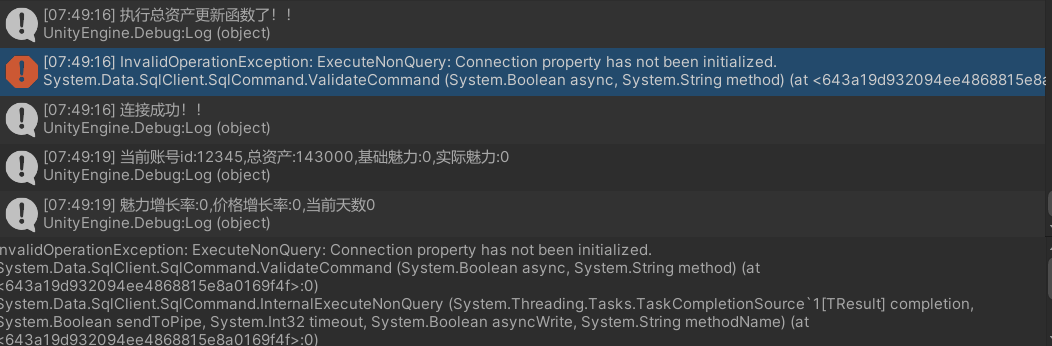 [07:49:16] 执行总资产更新函数了！！
UnityEngine.Debug:Log (object)
[07:49:16] InvalidOperationException: ExecuteNonQuery: Connection property has not been initialized.
System.Data.SqlClient.SqlCommand.ValidateCommand (System.Boolean async, System.String method) (at <643a19d932094ee4868815e8a
[07:49:16] 连接成功！！
UnityEngine.Debug:Log (object)
[07:49:19] 当前账号id:12345,总资产:143000,基础魅力:0,实际魅力:0
UnityEngine.Debug:Log (object)
[07:49:19] 魅力增长率:0,价格增长率:0,当前天数0
UnityEngine.Debug:Log (object)
nvalidOperationException: ExecuteNonQuery: Connection property has not been initialized.
System.Data.SqlClient.SqlCommand.ValidateCommand (System.Boolean async, System.String method) (at
<643a19d932094ee4868815e8a0169f4f>:0)
System.Data.SqlClient.SqlCommand.InternalExecuteNonQuery (System.Threading.Tasks.TaskCompletionSource`1[TResult] completion,
System.Boolean sendToPipe, System.Int32 timeout, System.Boolean asyncWrite, System.String methodName) (at
<643a19d932094ee4868815e8a0169f4f>:0)